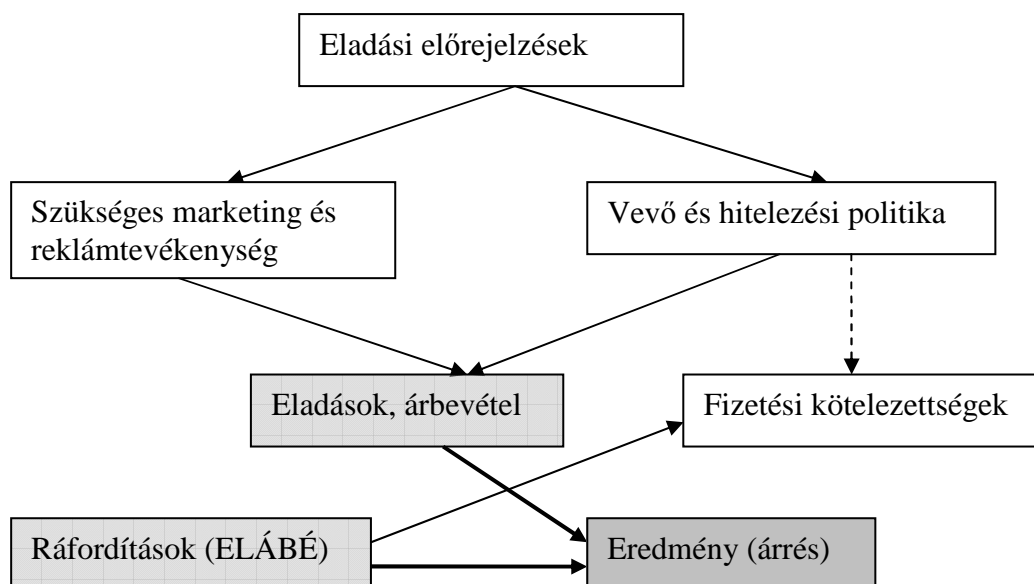 Eladási előrejelzések
Szükséges marketing és
reklámtevékenység
Vevő és hitelezési politika
Eladások, árbevétel
Fizetési kötelezettségek
Ráfordítások (ELÁBÉ)
Eredmény (árrés)